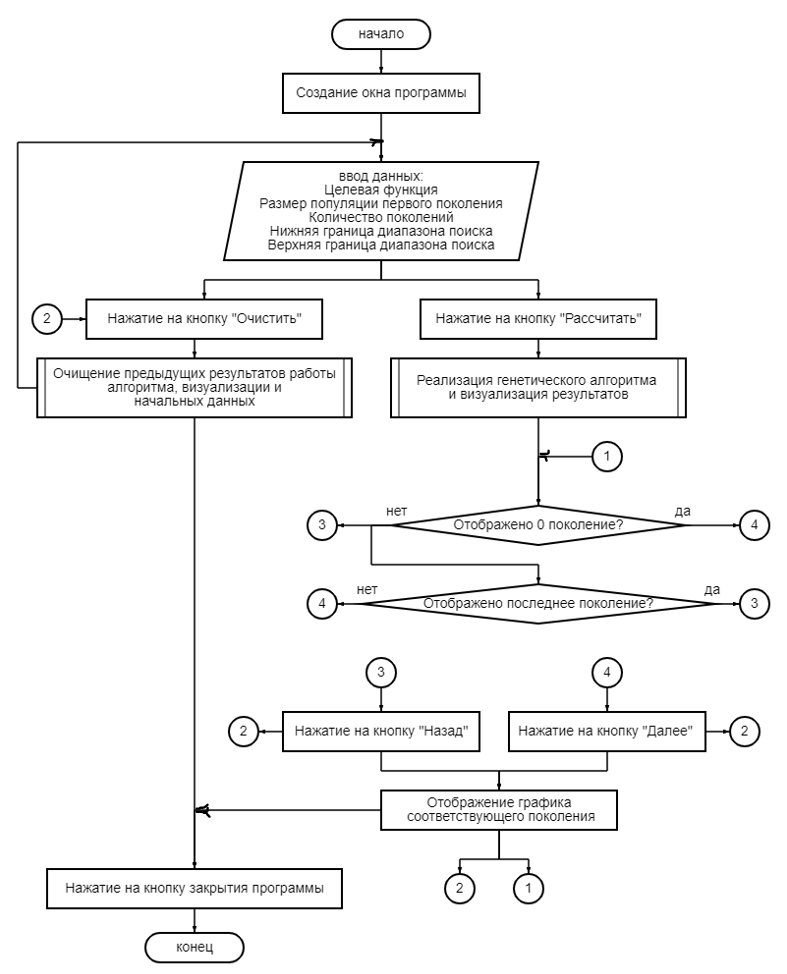 начало
Создание окна программы
ввод данных:
Целевая функция
Размер популяции первого поколения
Количество поколений
Нижняя граница диапазона поиска
Верхняя граница диапазона поиска
2
Нажатие на кнопку "Очистить"
Нажатие на кнопку "Рассчитать"
Очищение предыдущих результатов работы
алгоритма, визуализации и
начальных данных
Реализация генетического алгоритма
и визуализация результатов
1
нет
да
3
Отображено 0 поколение?
4
нет
да
4
Отображено последнее поколение?
3
3
4
2
Нажатие на кнопку "Назад"
Нажатие на кнопку "Далее"
2
Отображение графика
соответствующего поколения
2
1
Нажатие на кнопку закрытия программы
конец